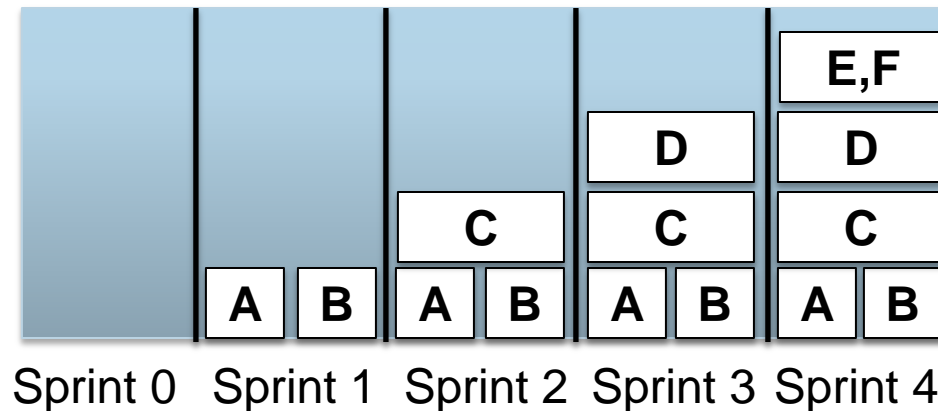 E,F
D D
C C C
A B A B A B A B
Sprint 0 Sprint 1 Sprint 2 Sprint 3 Sprint 4